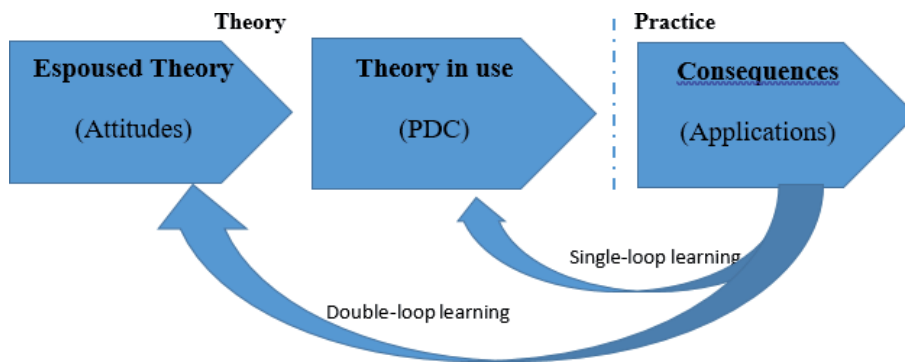 Theory
Practice
Espoused Theory
(Attitudes)
Theory in use
(PDC)
Consequences
(Applications)
Single-loop learning
Double-loop learning